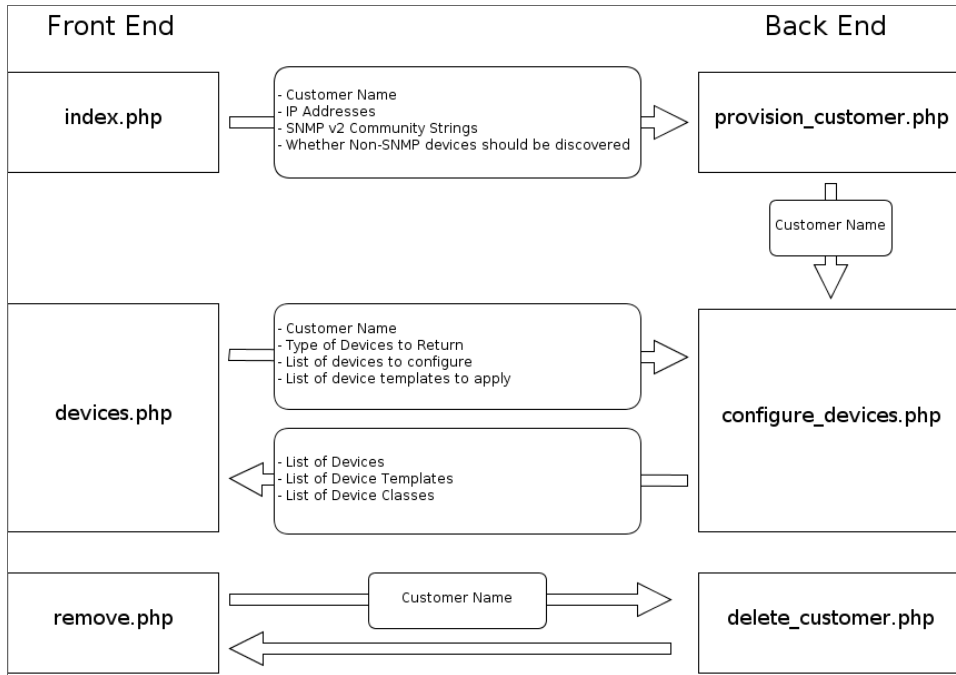 Front End
Back End
index.php
- Customer Name
- IP Addresses
- SNMP v2 Community Strings
- Whether Non-SNMP devices should be discovered
provision_customer.php
Customer Name
devices.php
- Customer Name
- Type of Devices to Return
- List of devices to configure
- List of device templates to apply
configure_devices.php
- List of Devices
- List of Device Templates
- List of Device Classes
remove.php
Customer Name
delete_customer.php